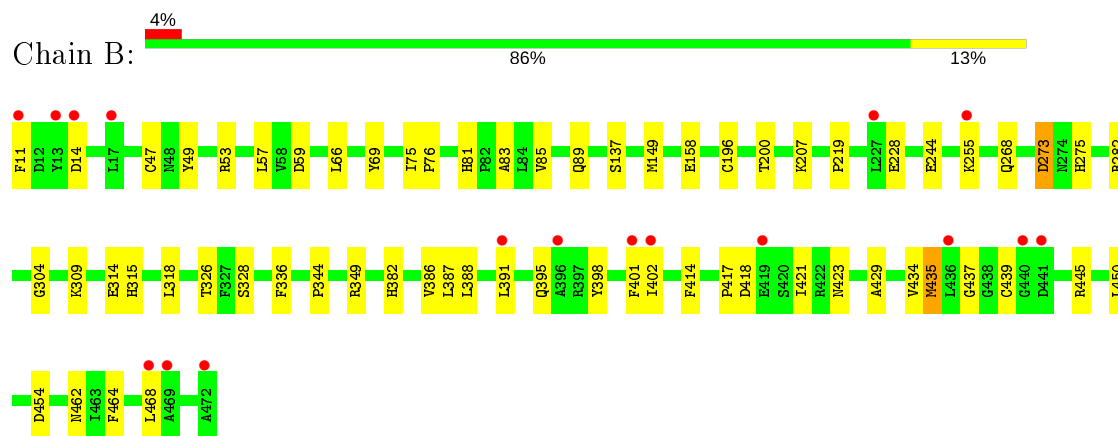 4%
Chain B:
86% 13%
F11 D12 Y13 D14 L17 C47 N48 Y49 R53 L57 V58 D59 L66 Y69 I75 P76 H81 P82 A83 L84 V85 Q89 S137 M149 E158 C196 T200 K207 P219 L227 E228 E244 K255 Q268 D273 N274 H275
G304 K309 E314 H315 L318 T326 F327 S328 F336 P344 R349 H382 V386 L387 L388 L391 Q395 A396 R397 Y398 F401 I402 F414 P417 D418 E419 S420 I421 R422 N423 A429 V434 M435 L436 G437 G438 C439 G440 D441 R445
D454 N462 I463 F464 L468 A469 A472